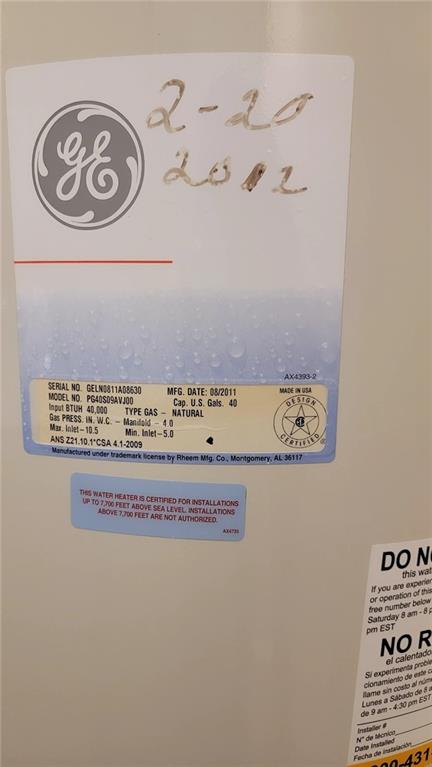 GE
2-20
2012
AX4393-2
SERIAL NO. GELN0811A08630 MFG. DATE: 08/2011
MODEL NO. PG40S09AVJ00 Cap. U.S. Gals. 40
Input BTUH 40,000 TYPE GAS - NATURAL
Gas PRESS. IN. W.C. - Manifold - 4.0
Max. Inlet - 10.5 Min. Inlet - 5.0
ANS Z21.10.1*CSA 4.1-2009
MADE IN USA
DESIGN
CERTIFIED
Manufactured under trademark license by Rheem Mfg. Co., Montgomery, AL 36117
THIS WATER HEATER IS CERTIFIED FOR INSTALLATIONS
UP TO 7,700 FEET ABOVE SEA LEVEL. INSTALLATIONS
ABOVE 7,700 FEET ARE NOT AUTHORIZED.
AX4735
DO N
this wat
If you are experien
or operation of this
free number below
Saturday 8 am - 8 p
pm EST
NO R
el calentado
Si experimenta proble
cionamiento de este c
llame sin costo al núm
Lunes a Sábado de 8 a
de 9 am - 4:30 pm EST
Installer #
N° de técnico
Date Installed
Fecha de instalación
-431-